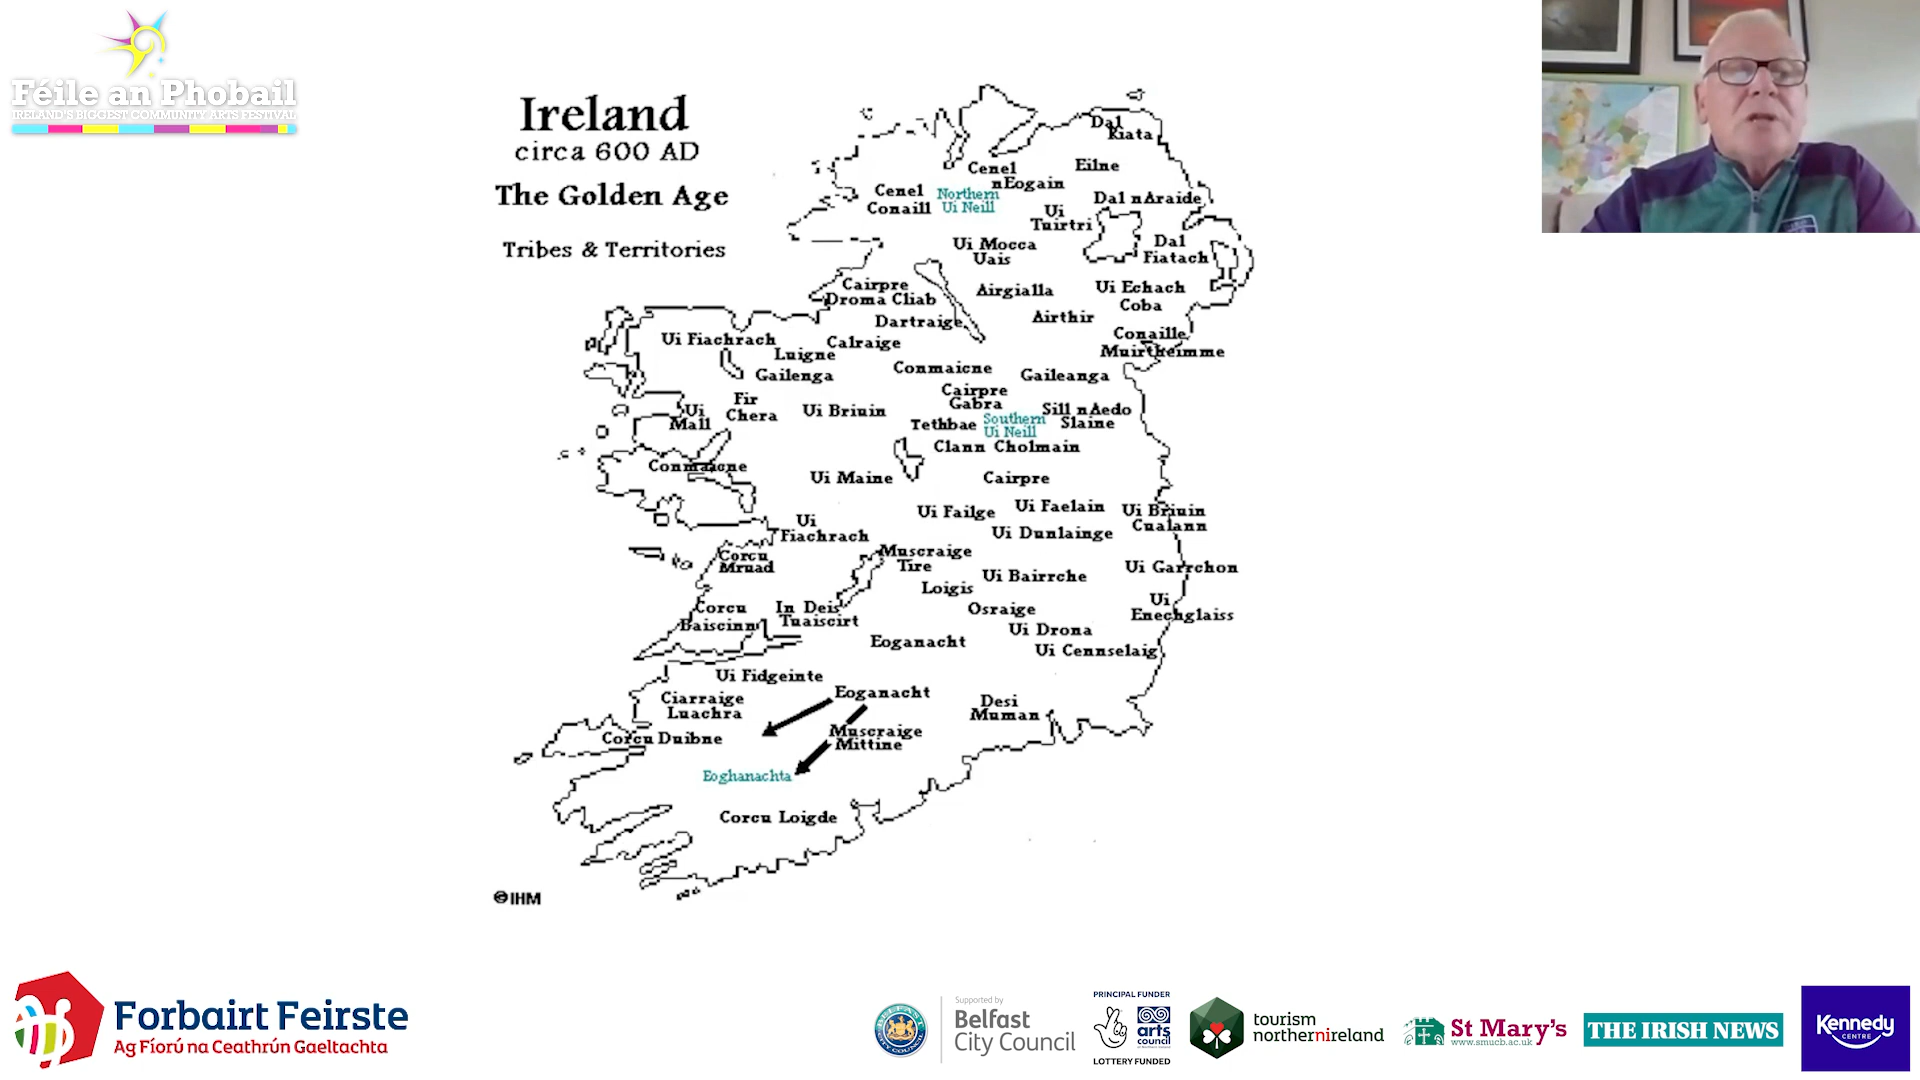 Féile an Phobail
IRELAND'S BIGGEST COMMUNITY ARTS FESTIVAL
Ireland
circa 600 AD
The Golden Age
Tribes & Territories
Dal
Riata
Cenel
nEogain
Eilne
Cenel
Conaill
Northern
Ui Neill
Dal nAraide
Ui
Tuirtri
Ui Mocca
Uais
Dal
Fiatach
Cairpre
Droma Cliab
Airgialla
Ui Echach
Coba
Dartraige
Airthir
Conaille
Muirtheimme
Ui Fiachrach
Calraige
Luigne
Gailenga
Conmaicne
Gaileanga
Cairpre
Gabra
Fir
Chera
Ui
Mall
Ui Briuin
Sill nAedo
Slaine
Tethbae
Southern
Ui Neill
Clann Cholmain
Conmaicne
Ui Maine
Cairpre
Ui Failge
Ui Faelain
Ui Briuin
Cualann
Ui
Fiachrach
Ui Dunlainge
Corcu
Mruad
Muscraige
Tire
Ui Bairrche
Ui Garrchon
Loigis
Corcu
Baiscinn
In Deis
Tuaiscirt
Osraige
Ui
Enechglaiss
Ui Drona
Eoganacht
Ui Cennselaig
Ui Fidgeinte
Ciarraige
Luachra
Eoganacht
Desi
Muman
Corcu Duibne
Muscraige
Mittine
Eoghanachta
Corcu Loigde
©IHM
Forbairt Feirste
Ag Fíorú na Ceathrún Gaeltachta
BELFAST
CITY COUNCIL
Supported by
Belfast
City Council
PRINCIPAL FUNDER
arts
council
LOTTERY FUNDED
tourism
northernireland
St Mary's
www.smucb.ac.uk
THE IRISH NEWS
Kennedy
CENTRE